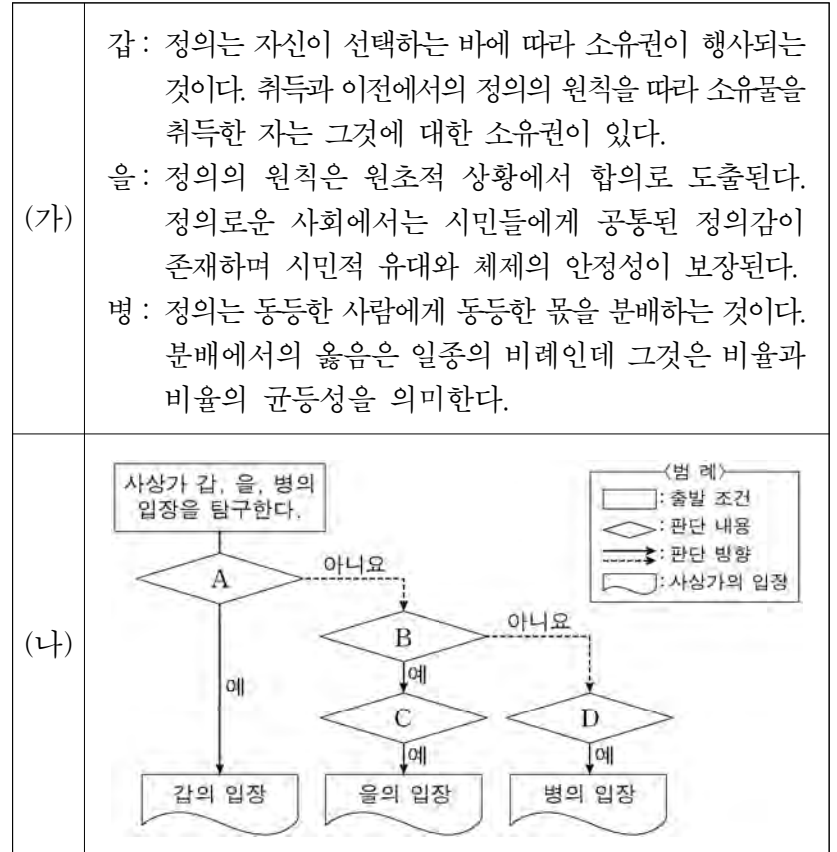 (가)
갑 : 정의는 자신이 선택하는 바에 따라 소유권이 행사되는
것이다. 취득과 이전에서의 정의의 원칙을 따라 소유물을
취득한 자는 그것에 대한 소유권이 있다.
을 : 정의의 원칙은 원초적 상황에서 합의로 도출된다.
정의로운 사회에서는 시민들에게 공통된 정의감이
존재하며 시민적 유대와 체제의 안정성이 보장된다.
병 : 정의는 동등한 사람에게 동등한 몫을 분배하는 것이다.
분배에서의 옳음은 일종의 비례인데 그것은 비율과
비율의 균등성을 의미한다.
(나)
사상가 갑, 을, 병의
입장을 탐구한다.
<범 례>
: 출발 조건
: 판단 내용
: 판단 방향
: 사상가의 입장
A
아니요
B
아니요
예
예
C
D
예
예
갑의 입장
을의 입장
병의 입장